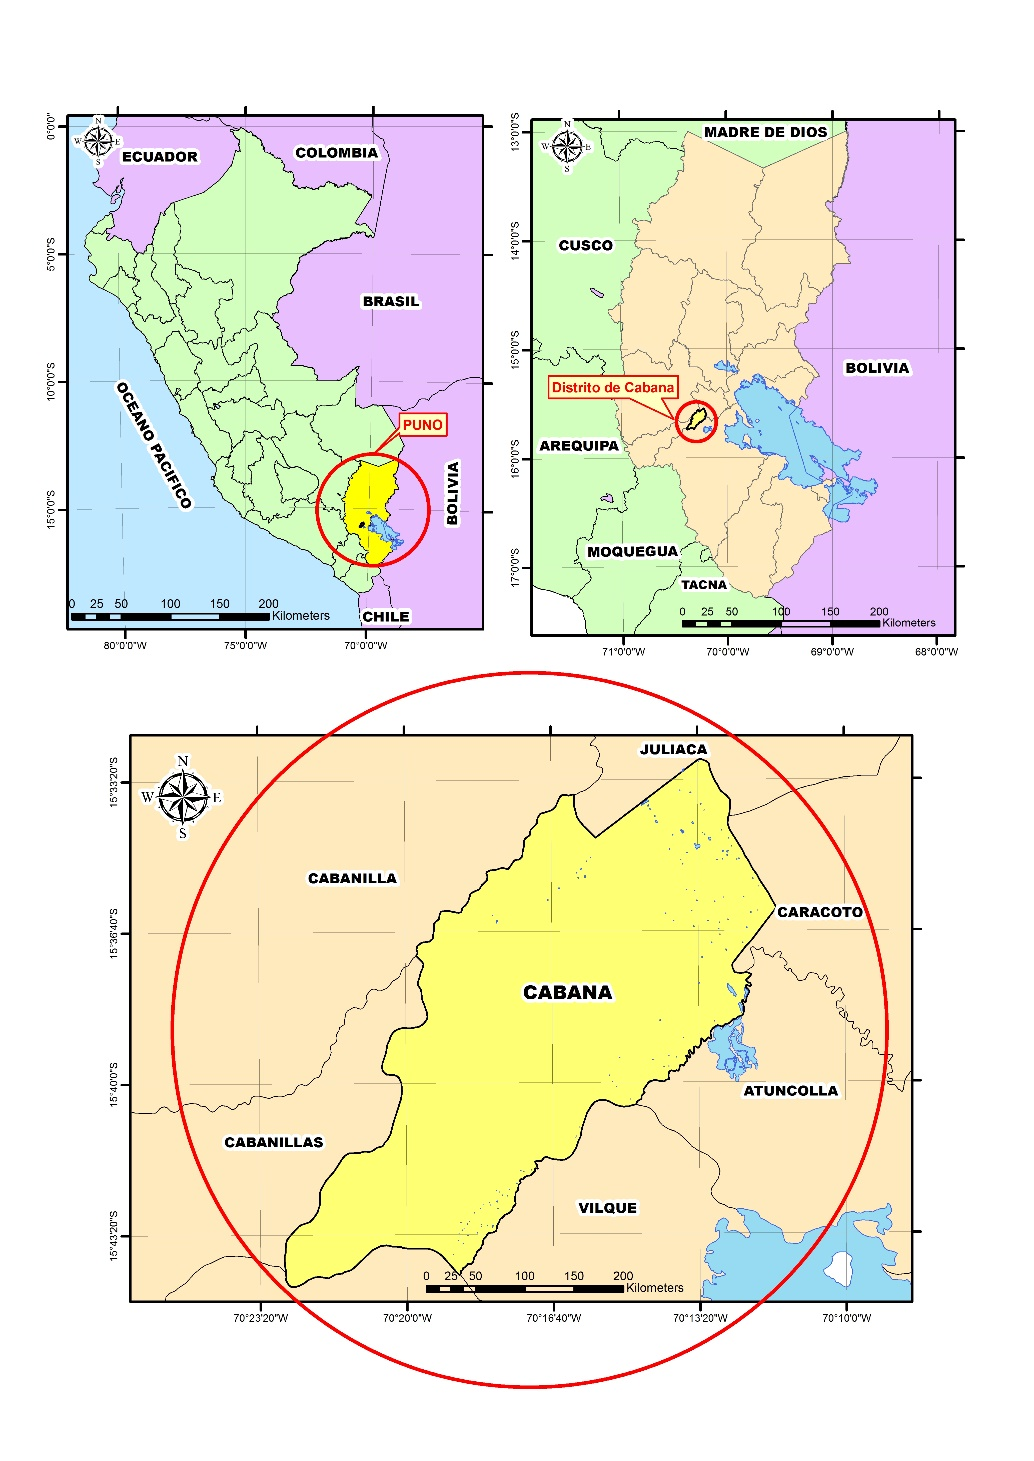 N
W E
S
ECUADOR
COLOMBIA
BRASIL
OCEANO PACIFICO
PUNO
BOLIVIA
CHILE
0 25 50 100 150 200
Kilometers
0°0'0"
5°0'0"S
10°0'0"S
15°0'0"S
80°0'0"W
75°0'0"W
70°0'0"W
N
W E
S
MADRE DE DIOS
CUSCO
BOLIVIA
Distrito de Cabana
AREQUIPA
MOQUEGUA
TACNA
0 25 50 100 150 200
Kilometers
13°0'0"S
14°0'0"S
15°0'0"S
16°0'0"S
17°0'0"S
71°0'0"W
70°0'0"W
69°0'0"W
68°0'0"W
N
W E
S
JULIACA
CABANILLA
CARACOTO
CABANA
ATUNCOLLA
CABANILLAS
VILQUE
0 25 50 100 150 200
Kilometers
15°33'20"S
15°36'40"S
15°40'0"S
15°43'20"S
70°23'20"W
70°20'0"W
70°16'40"W
70°13'20"W
70°10'0"W